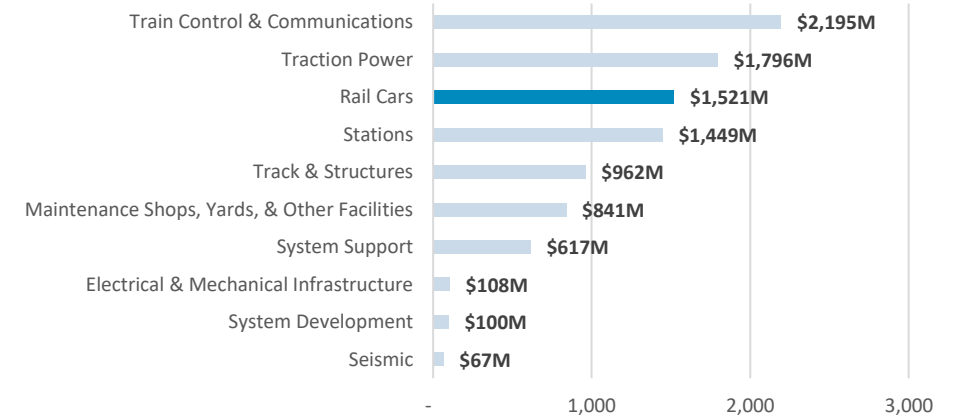 Train Control & Communications $2,195M
Traction Power $1,796M
Rail Cars $1,521M
Stations $1,449M
Track & Structures $962M
Maintenance Shops, Yards, & Other Facilities $841M
System Support $617M
Electrical & Mechanical Infrastructure $108M
System Development $100M
Seismic $67M
- 1,000 2,000 3,000